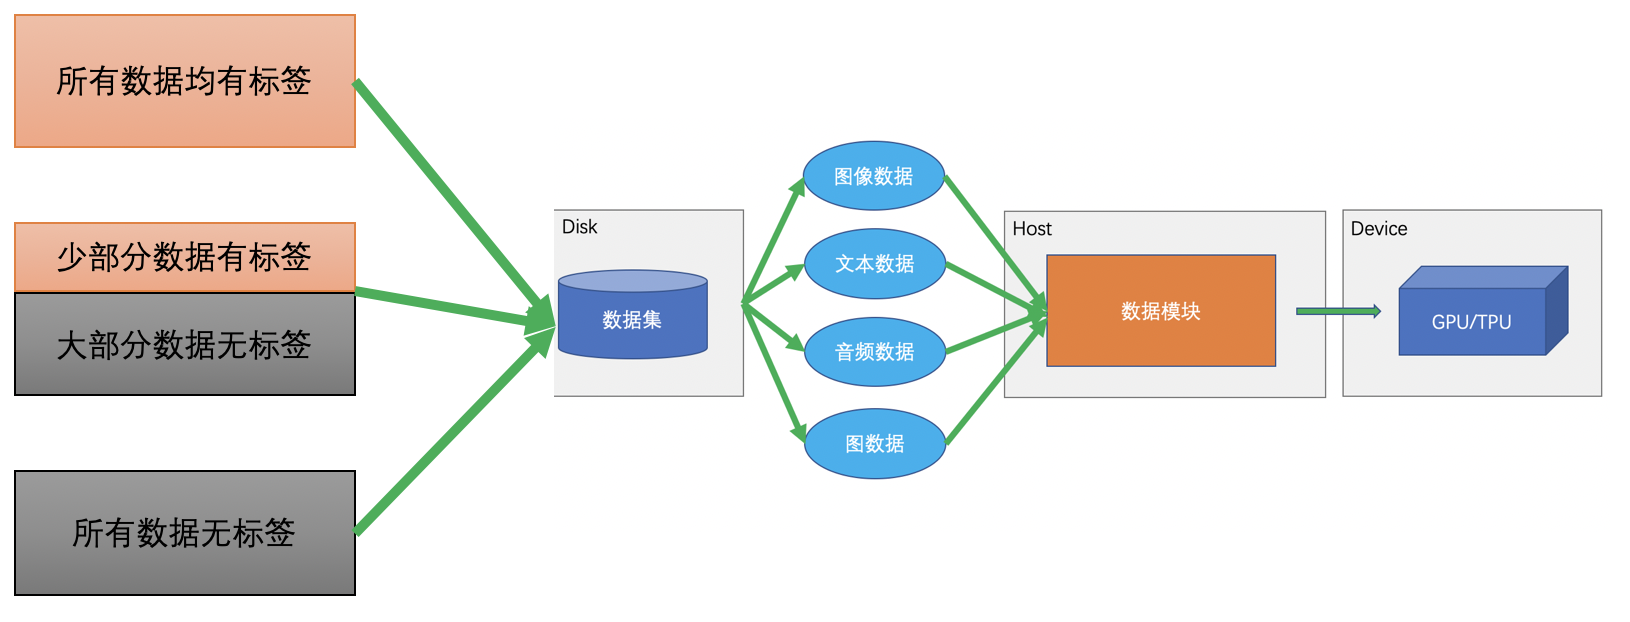 所有数据均有标签
少部分数据有标签
大部分数据无标签
所有数据无标签
Disk
数据集
图像数据
文本数据
音频数据
图数据
Host
数据模块
Device
GPU/TPU